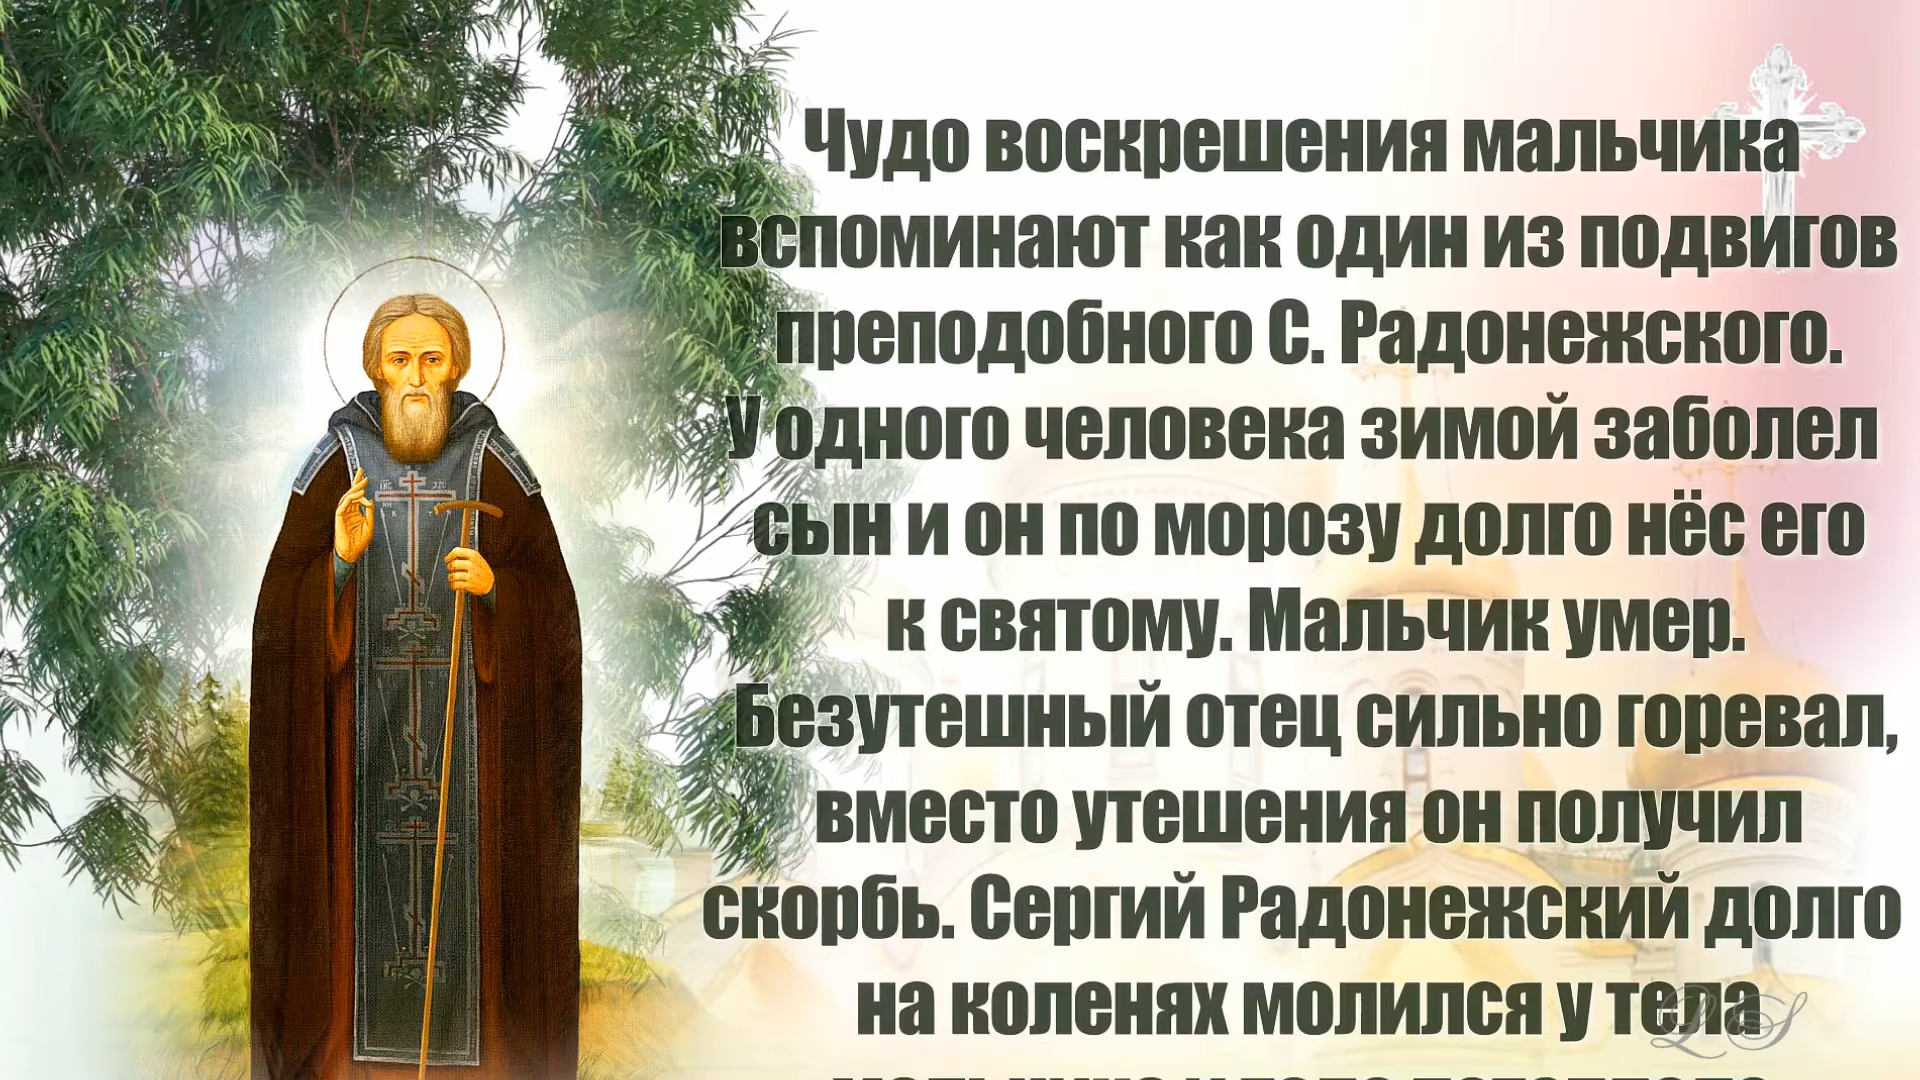 Чудо воскрешения мальчика
вспоминают как один из подвигов
преподобного С. Радонежского.
У одного человека зимой заболел
сын и он по морозу долго нёс его
к святому. Мальчик умер.
Безутешный отец сильно горевал,
вместо утешения он получил
скорбь. Сергий Радонежский долго
на коленях молился у тела
LS